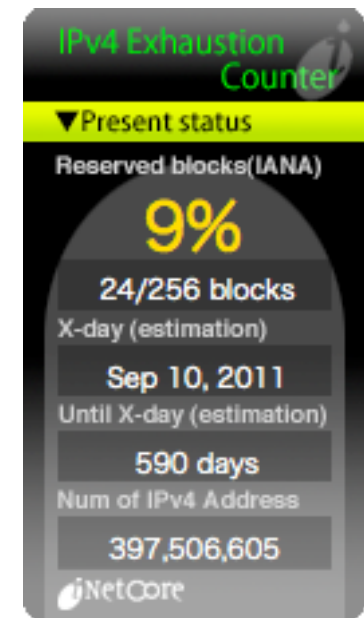 IPv4 Exhaustion
Counter
▼Present status
Reserved blocks(IANA)
9%
24/256 blocks
X-day (estimation)
Sep 10, 2011
Until X-day (estimation)
590 days
Num of IPv4 Address
397,506,605
iNetCore